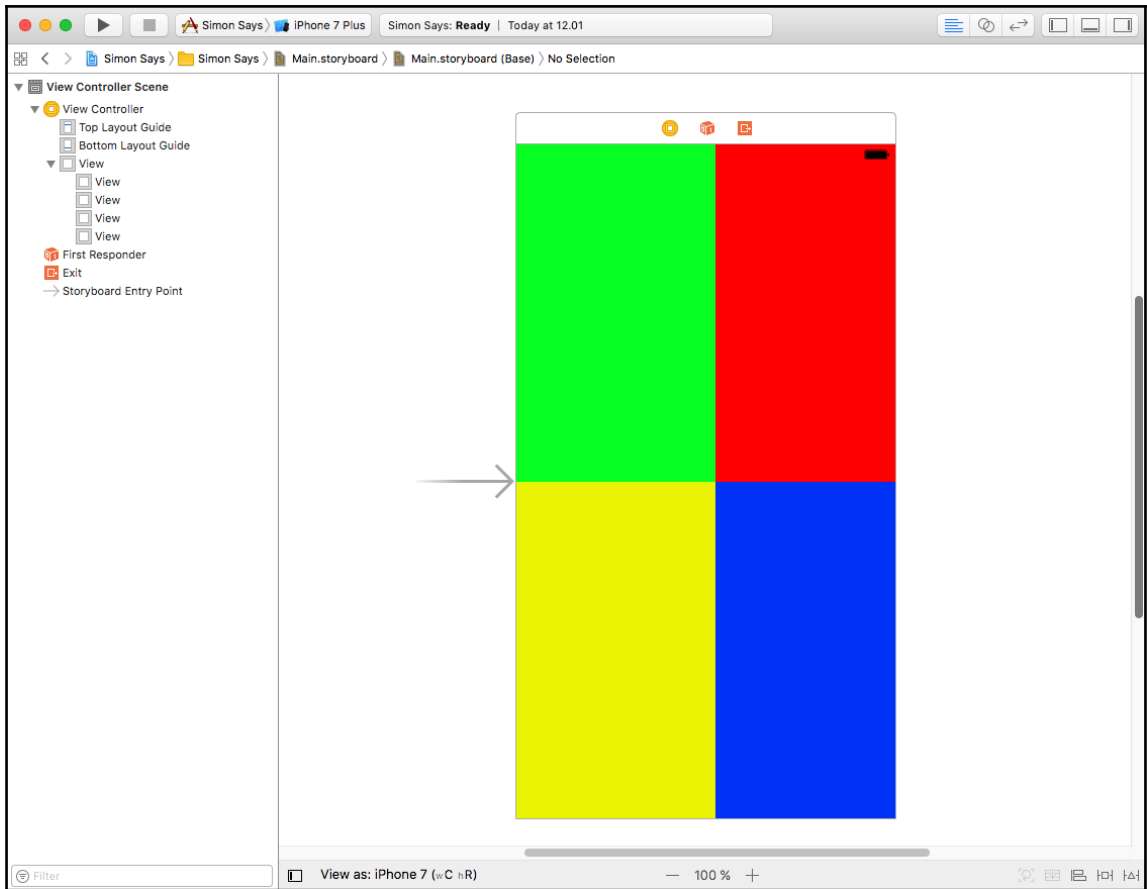 Simon Says 〉 iPhone 7 Plus Simon Says: Ready | Today at 12.01
Simon Says 〉 Simon Says 〉 Main.storyboard 〉 Main.storyboard (Base) 〉 No Selection
View Controller Scene
View Controller
Top Layout Guide
Bottom Layout Guide
View
View
View
View
View
First Responder
Exit
Storyboard Entry Point
Filter
View as: iPhone 7 (wC hR) — 100 % +